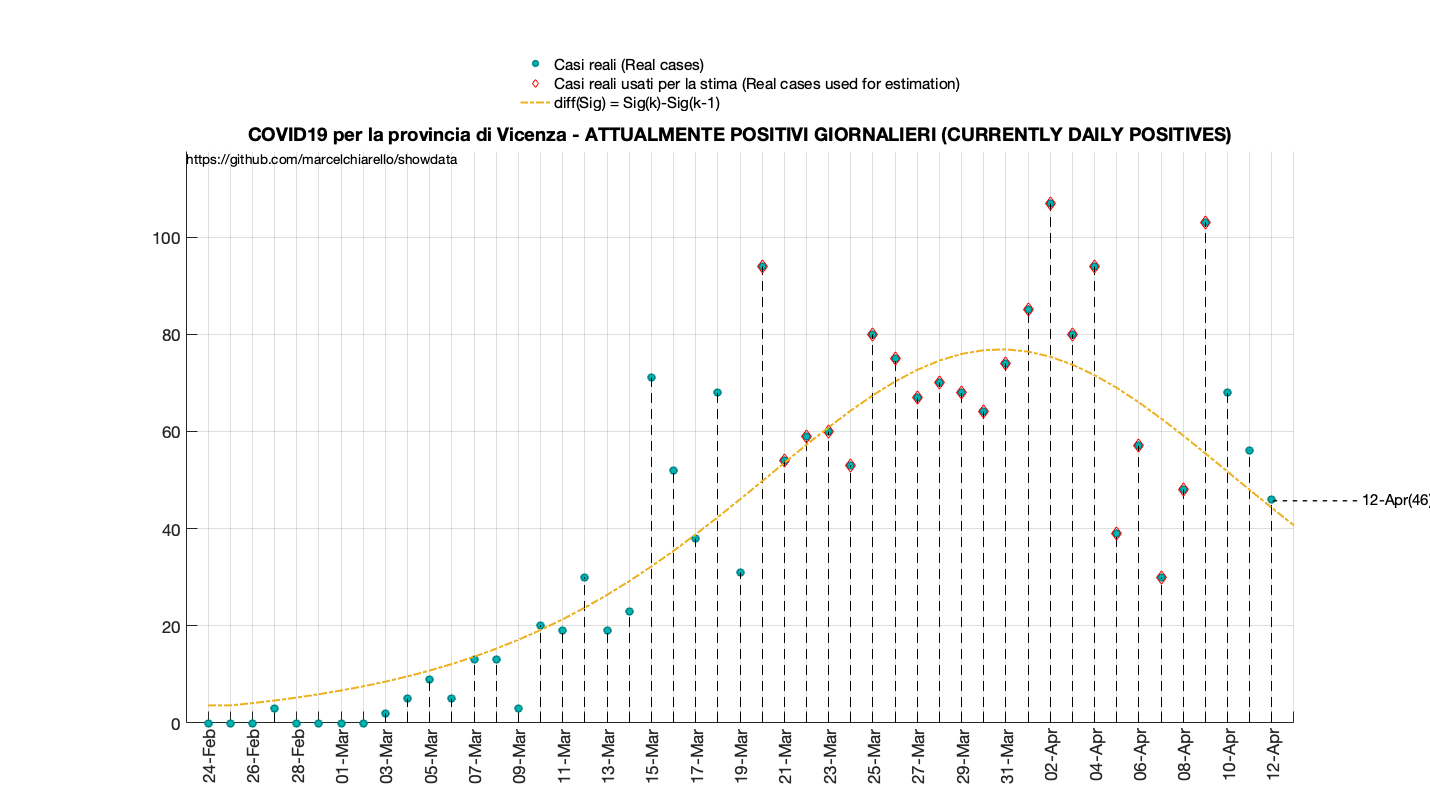 Casi reali (Real cases)
Casi reali usati per la stima (Real cases used for estimation)
diff(Sig) = Sig(k)-Sig(k-1)
COVID19 per la provincia di Vicenza - ATTUALMENTE POSITIVI GIORNALIERI (CURRENTLY DAILY POSITIVES)
https://github.com/marcelchiarello/showdata
100
80
60
40
20
0
12-Apr(46)
24-Feb
26-Feb
28-Feb
01-Mar
03-Mar
05-Mar
07-Mar
09-Mar
11-Mar
13-Mar
15-Mar
17-Mar
19-Mar
21-Mar
23-Mar
25-Mar
27-Mar
29-Mar
31-Mar
02-Apr
04-Apr
06-Apr
08-Apr
10-Apr
12-Apr